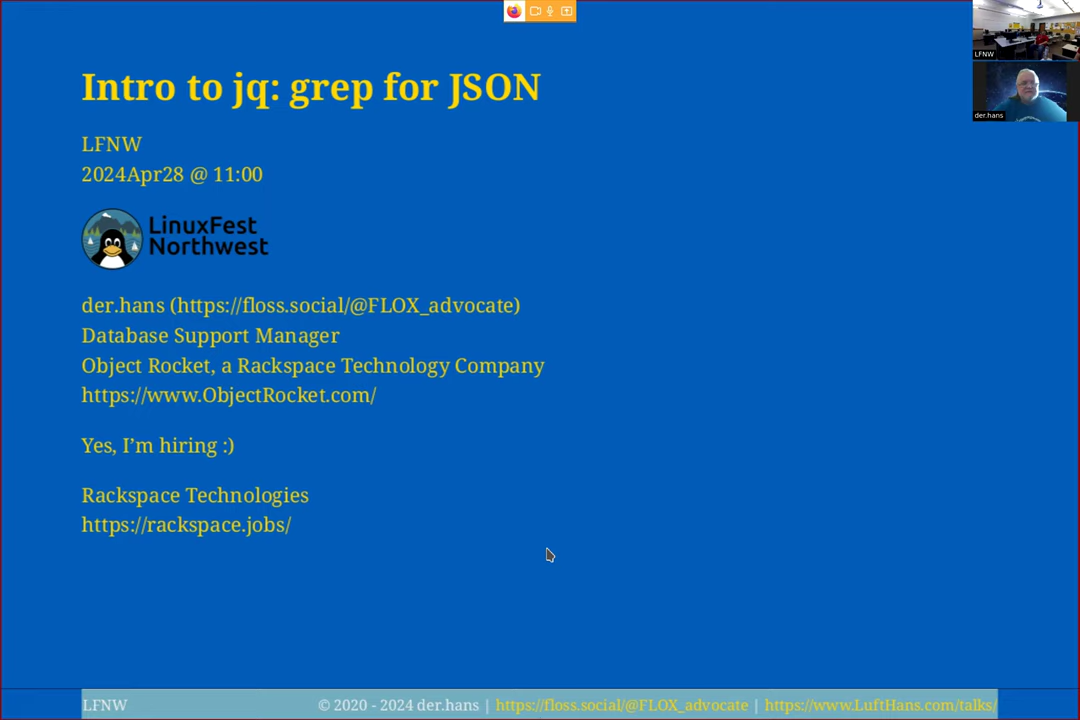 Intro to jq: grep for JSON
LFNW
2024Apr28 @ 11:00
LinuxFest
Northwest
der.hans (https://floss.social/@FLOX_advocate)
Database Support Manager
Object Rocket, a Rackspace Technology Company
https://www.ObjectRocket.com/
Yes, I’m hiring :)
Rackspace Technologies
https://rackspace.jobs/
LFNW
der.hans
LFNW © 2020 - 2024 der.hans | https://floss.social/@FLOX_advocate | https://www.LuftHans.com/talks/